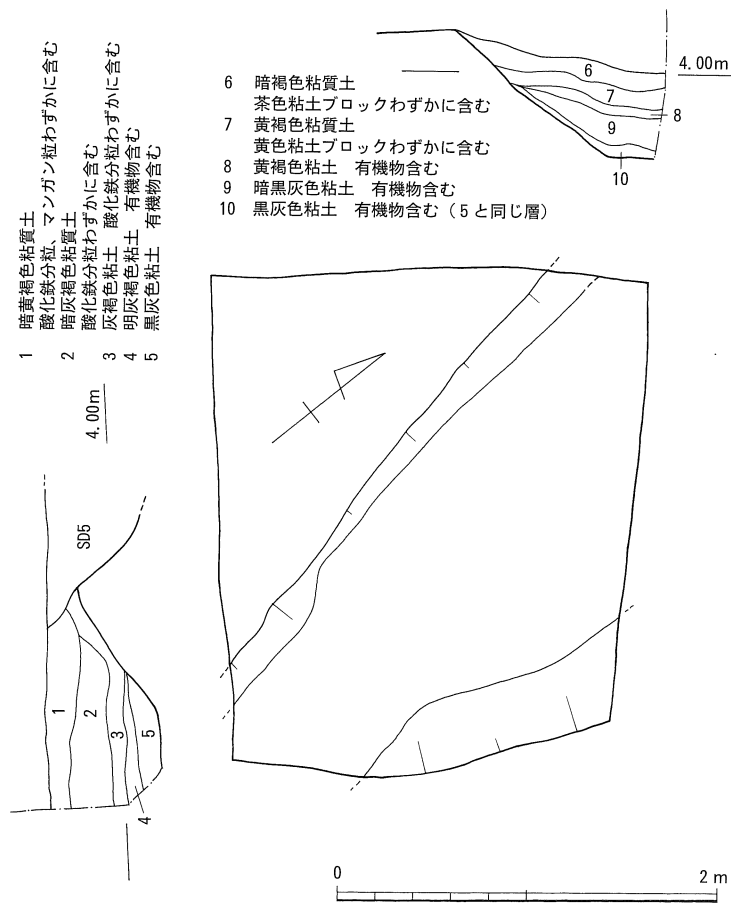 1 暗黄褐色粘質土
酸化鉄分粒、マンガン粒わずかに含む
2 暗灰褐色粘質土
酸化鉄分粒わずかに含む
3 灰褐色粘土 酸化鉄分粒わずかに含む
4 明灰褐色粘土 有機物含む
5 黒灰色粘土 有機物含む
6 暗褐色粘質土
茶色粘土ブロックわずかに含む
7 黄褐色粘質土
黄色粘土ブロックわずかに含む
8 黄褐色粘土 有機物含む
9 暗黒灰色粘土 有機物含む
10 黒灰色粘土 有機物含む(5と同じ層)
6
4.00m
7
8
9
10
4.00m
SD5
1
2
3
5
4
0
2 m